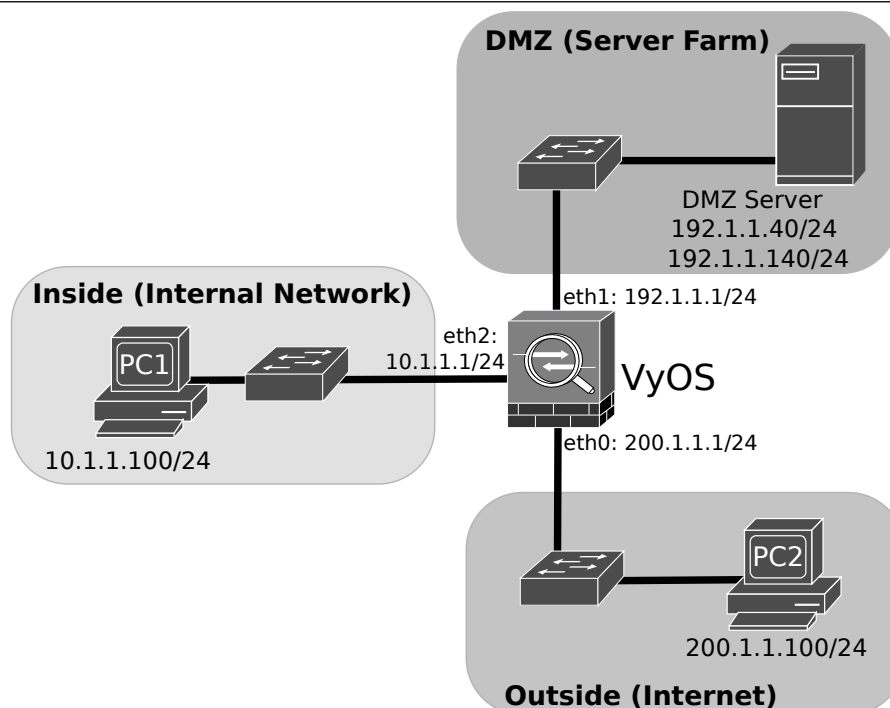 DMZ (Server Farm)
DMZ Server
192.1.1.40/24
192.1.1.140/24
eth1: 192.1.1.1/24
Inside (Internal Network)
eth2:
10.1.1.1/24
PC1
VyOS
10.1.1.100/24
eth0: 200.1.1.1/24
PC2
200.1.1.100/24
Outside (Internet)